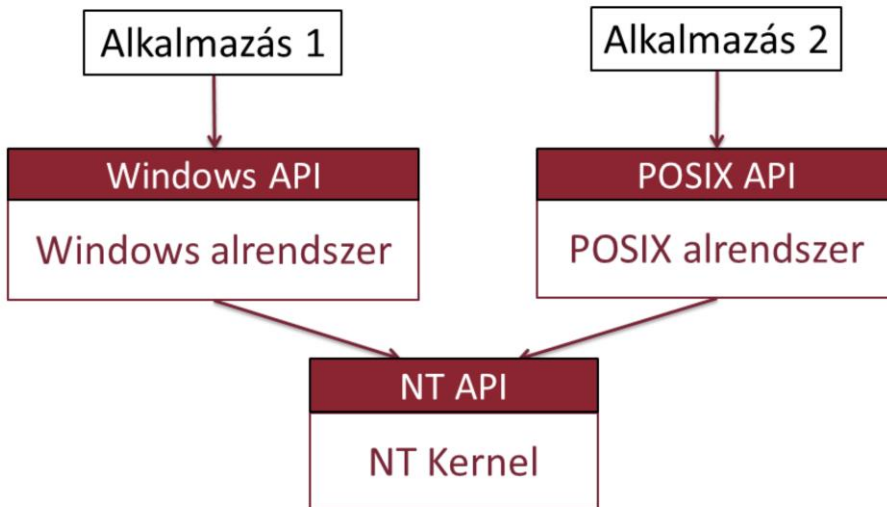 Alkalmazás 1
Alkalmazás 2
Windows API
POSIX API
Windows alrendszer
POSIX alrendszer
NT API
NT Kernel